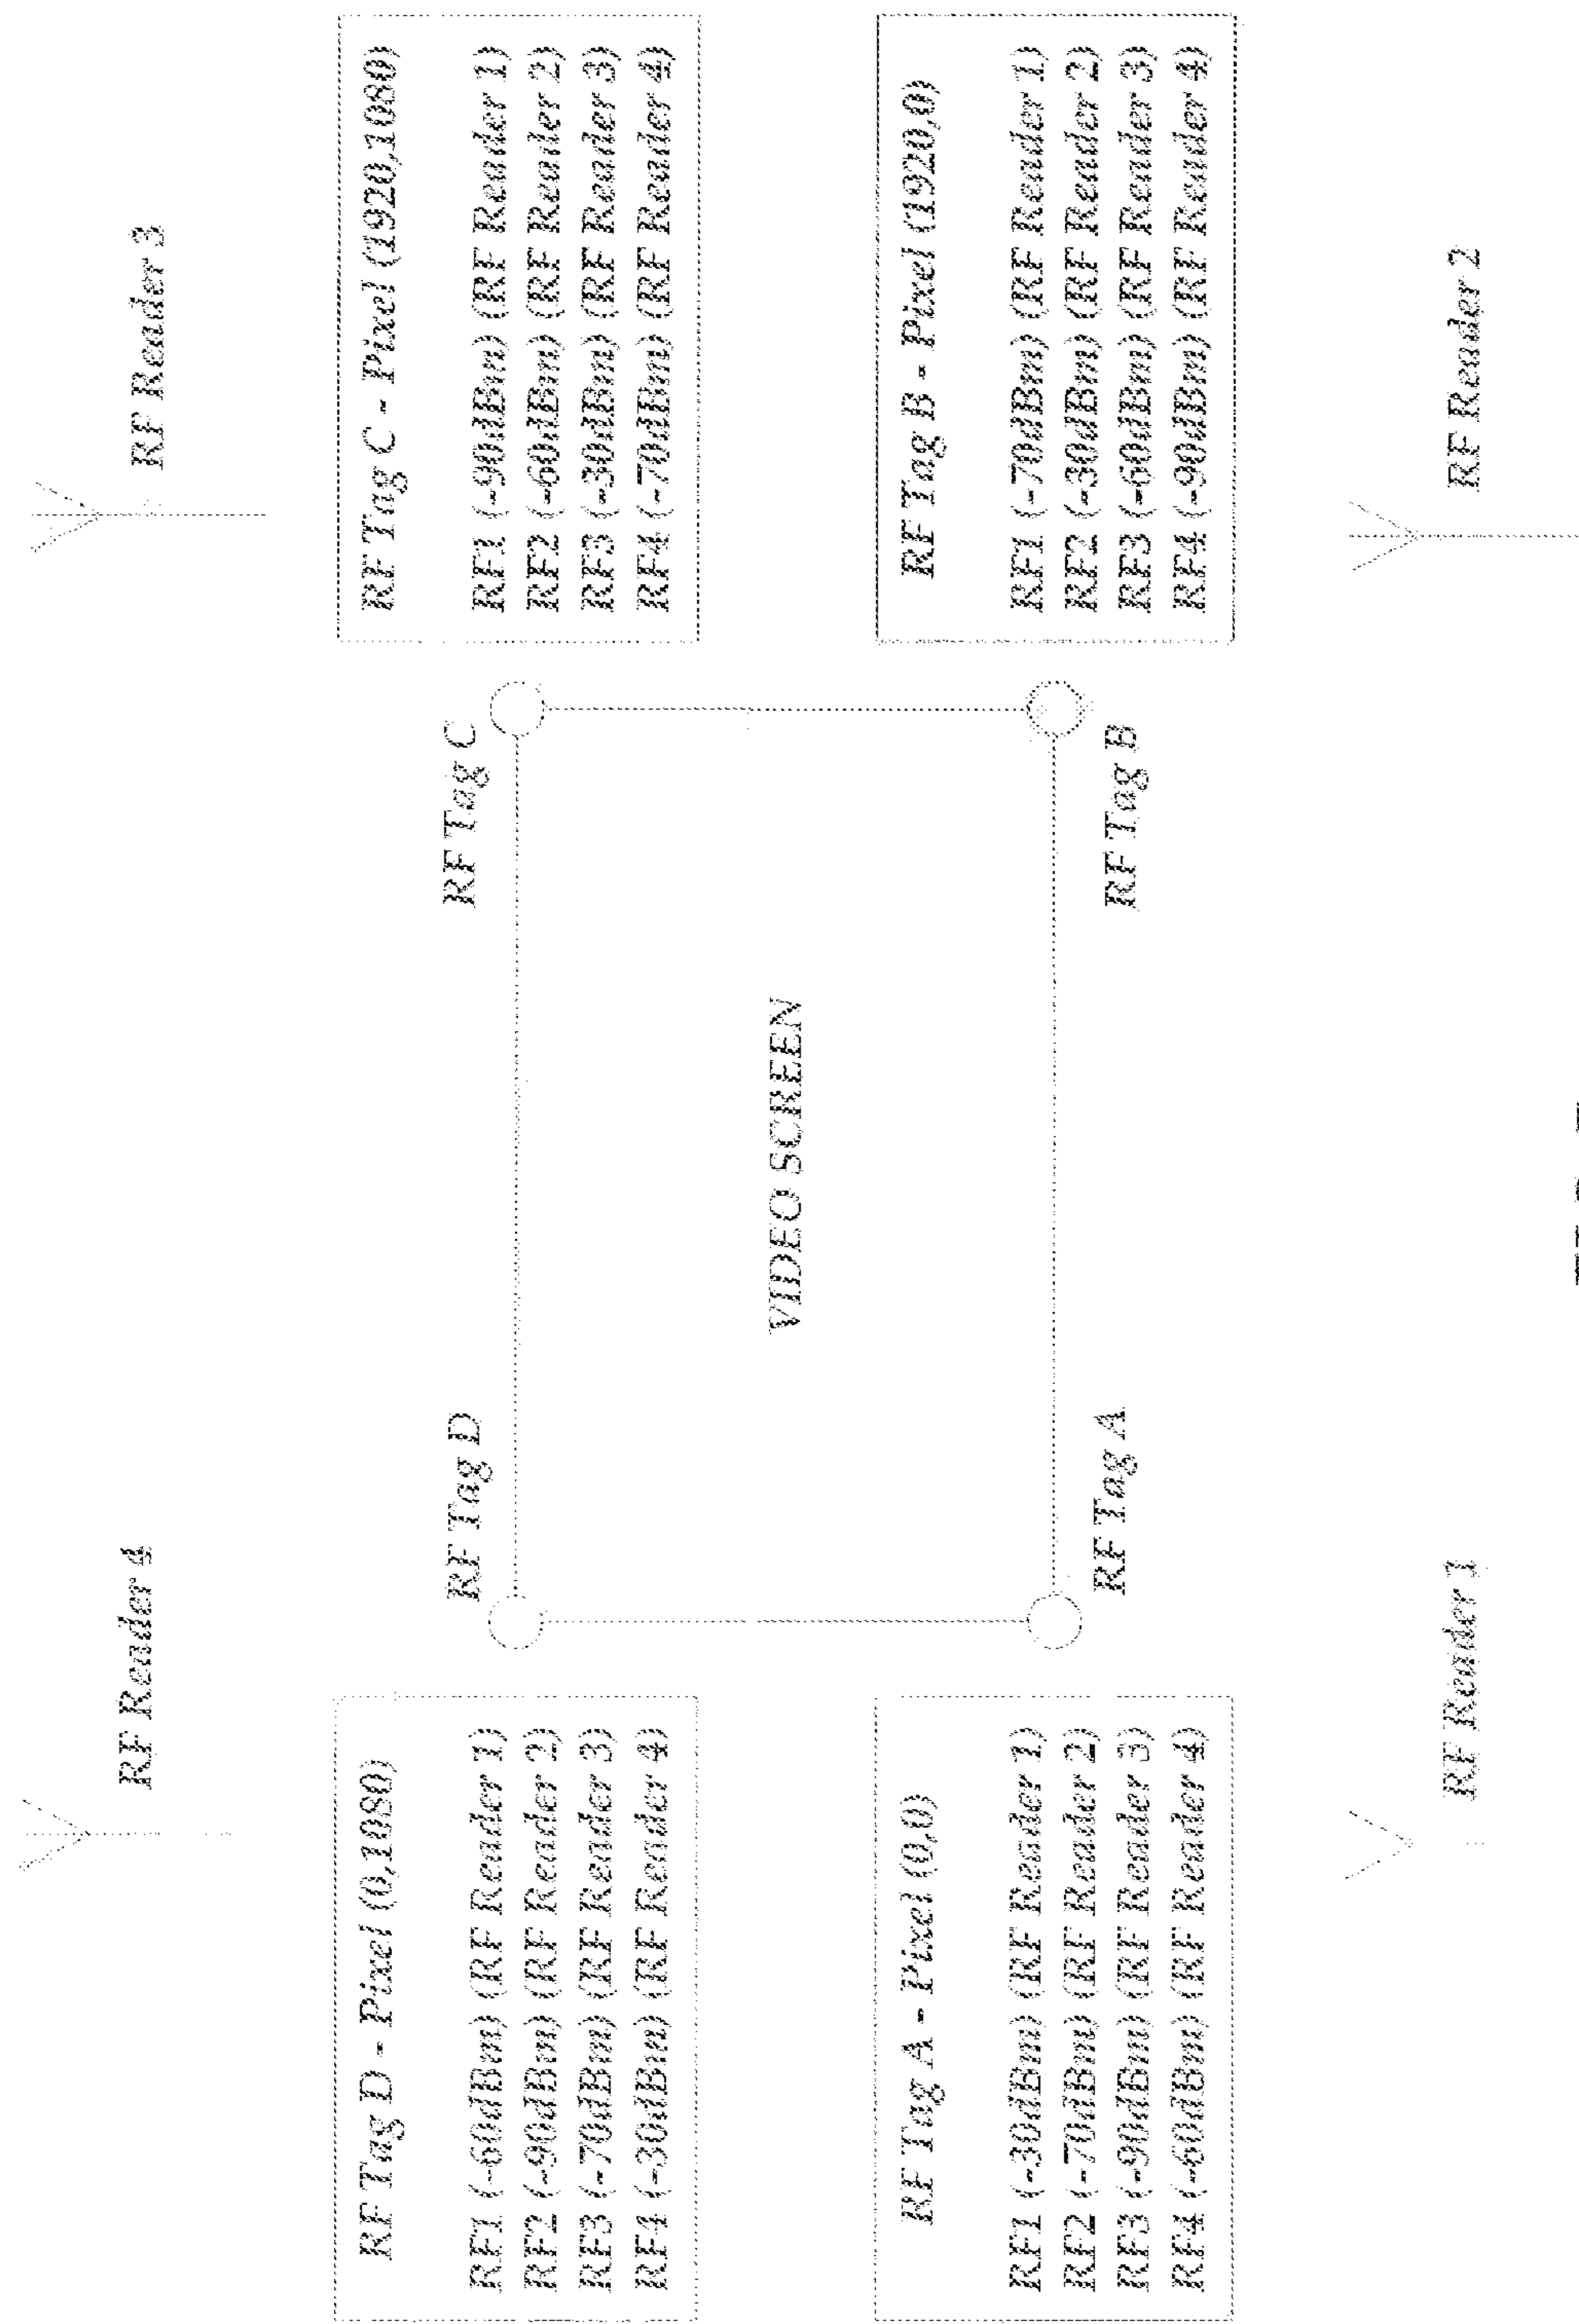 RF Reader 4
RF Reader 3
RF Tag D - Pixel (0,1080)
RF1 (-60dBm) (RF Reader 1)
RF2 (-90dBm) (RF Reader 2)
RF3 (-70dBm) (RF Reader 3)
RF4 (-30dBm) (RF Reader 4)
RF Tag D
RF Tag C
RF Tag C - Pixel (1920,1080)
RF1 (-90dBm) (RF Reader 1)
RF2 (-60dBm) (RF Reader 2)
RF3 (-30dBm) (RF Reader 3)
RF4 (-70dBm) (RF Reader 4)
VIDEO SCREEN
RF Tag A - Pixel (0,0)
RF1 (-30dBm) (RF Reader 1)
RF2 (-70dBm) (RF Reader 2)
RF3 (-90dBm) (RF Reader 3)
RF4 (-60dBm) (RF Reader 4)
RF Tag A
RF Tag B
RF Tag B - Pixel (1920,0)
RF1 (-70dBm) (RF Reader 1)
RF2 (-30dBm) (RF Reader 2)
RF3 (-60dBm) (RF Reader 3)
RF4 (-90dBm) (RF Reader 4)
RF Reader 1
RF Reader 2